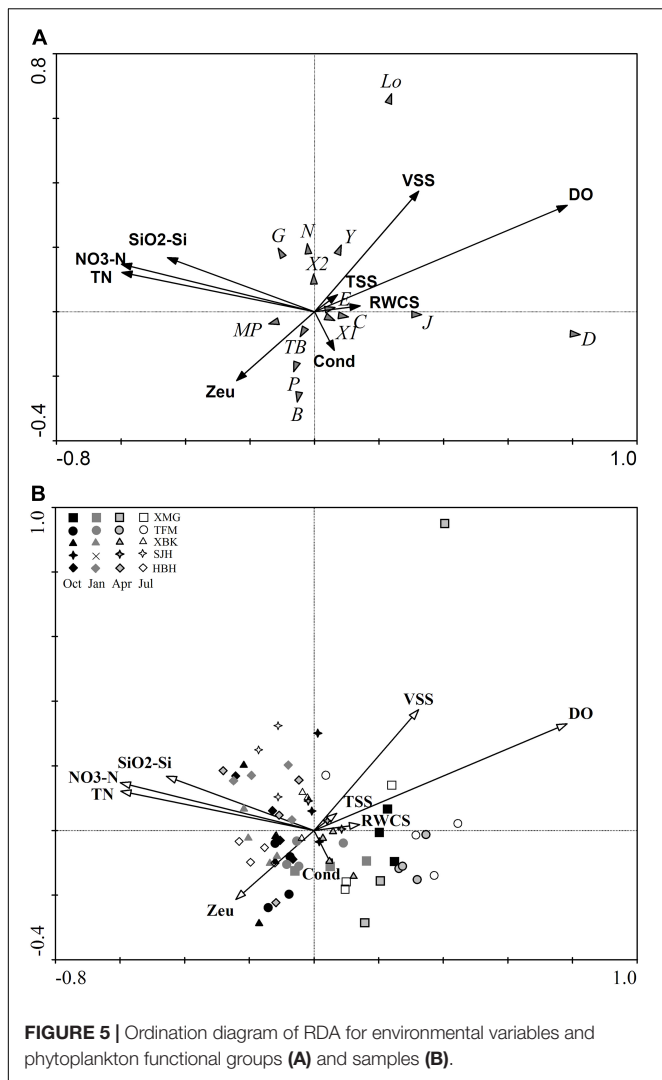 A
0.8
Lo
VSS
DO
G
N
Y
SiO2-Si
X2
NO3-N
TSS
TN
E
RWCS
MP
C
J
X1
TB
D
Cond
Zeu
P
B
-0.4
-0.8
1.0
B
1.0
XMG
TFM
XBK
SJH
HBH
Oct Jan Apr Jul
VSS
DO
SiO2-Si
NO3-N
TSS
TN
RWCS
Cond
Zeu
-0.4
-0.8
1.0
FIGURE 5 | Ordination diagram of RDA for environmental variables and
phytoplankton functional groups (A) and samples (B).